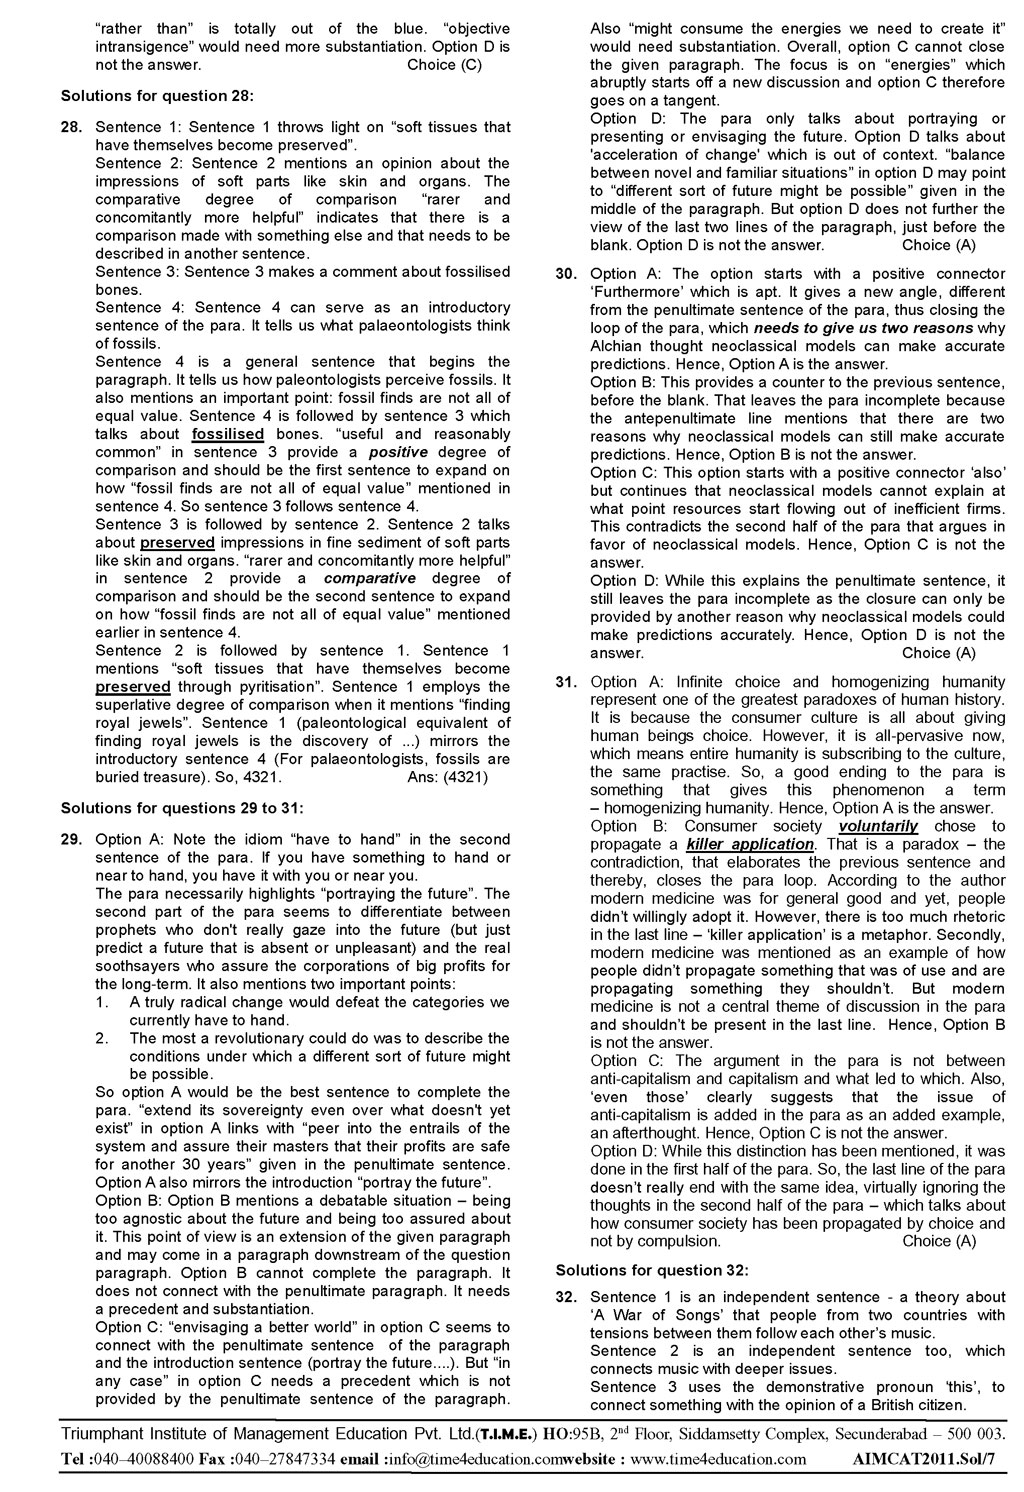 “rather than” is totally out of the blue. “objective
intransigence” would need more substantiation. Option D is
not the answer. Choice (C)
Solutions for question 28:
28. Sentence 1: Sentence 1 throws light on “soft tissues that
have themselves become preserved”.
Sentence 2: Sentence 2 mentions an opinion about the
impressions of soft parts like skin and organs. The
comparative degree of comparison “rarer and
concomitantly more helpful” indicates that there is a
comparison made with something else and that needs to be
described in another sentence.
Sentence 3: Sentence 3 makes a comment about fossilised
bones.
Sentence 4: Sentence 4 can serve as an introductory
sentence of the para. It tells us what palaeontologists think
of fossils.
Sentence 4 is a general sentence that begins the
paragraph. It tells us how paleontologists perceive fossils. It
also mentions an important point: fossil finds are not all of
equal value. Sentence 4 is followed by sentence 3 which
talks about fossilised bones. “useful and reasonably
common” in sentence 3 provide a positive degree of
comparison and should be the first sentence to expand on
how “fossil finds are not all of equal value” mentioned in
sentence 4. So sentence 3 follows sentence 4.
Sentence 3 is followed by sentence 2. Sentence 2 talks
about preserved impressions in fine sediment of soft parts
like skin and organs. “rarer and concomitantly more helpful”
in sentence 2 provide a comparative degree of
comparison and should be the second sentence to expand
on how “fossil finds are not all of equal value” mentioned
earlier in sentence 4.
Sentence 2 is followed by sentence 1. Sentence 1
mentions “soft tissues that have themselves become
preserved through pyritisation”. Sentence 1 employs the
superlative degree of comparison when it mentions “finding
royal jewels”. Sentence 1 (paleontological equivalent of
finding royal jewels is the discovery of ...) mirrors the
introductory sentence 4 (For palaeontologists, fossils are
buried treasure). So, 4321. Ans: (4321)
Solutions for questions 29 to 31:
29. Option A: Note the idiom “have to hand” in the second
sentence of the para. If you have something to hand or
near to hand, you have it with you or near you.
The para necessarily highlights “portraying the future”. The
second part of the para seems to differentiate between
prophets who don't really gaze into the future (but just
predict a future that is absent or unpleasant) and the real
soothsayers who assure the corporations of big profits for
the long-term. It also mentions two important points:
1. A truly radical change would defeat the categories we
currently have to hand.
2. The most a revolutionary could do was to describe the
conditions under which a different sort of future might
be possible.
So option A would be the best sentence to complete the
para. “extend its sovereignty even over what doesn't yet
exist” in option A links with “peer into the entrails of the
system and assure their masters that their profits are safe
for another 30 years” given in the penultimate sentence.
Option A also mirrors the introduction “portray the future”.
Option B: Option B mentions a debatable situation – being
too agnostic about the future and being too assured about
it. This point of view is an extension of the given paragraph
and may come in a paragraph downstream of the question
paragraph. Option B cannot complete the paragraph. It
does not connect with the penultimate paragraph. It needs
a precedent and substantiation.
Option C: “envisaging a better world” in option C seems to
connect with the penultimate sentence of the paragraph
and the introduction sentence (portray the future....). But “in
any case” in option C needs a precedent which is not
provided by the penultimate sentence of the paragraph.
Also “might consume the energies we need to create it”
would need substantiation. Overall, option C cannot close
the given paragraph. The focus is on “energies” which
abruptly starts off a new discussion and option C therefore
goes on a tangent.
Option D: The para only talks about portraying or
presenting or envisaging the future. Option D talks about
'acceleration of change' which is out of context. “balance
between novel and familiar situations” in option D may point
to “different sort of future might be possible” given in the
middle of the paragraph. But option D does not further the
view of the last two lines of the paragraph, just before the
blank. Option D is not the answer. Choice (A)
30. Option A: The option starts with a positive connector
‘Furthermore’ which is apt. It gives a new angle, different
from the penultimate sentence of the para, thus closing the
loop of the para, which needs to give us two reasons why
Alchian thought neoclassical models can make accurate
predictions. Hence, Option A is the answer.
Option B: This provides a counter to the previous sentence,
before the blank. That leaves the para incomplete because
the antepenultimate line mentions that there are two
reasons why neoclassical models can still make accurate
predictions. Hence, Option B is not the answer.
Option C: This option starts with a positive connector ‘also’
but continues that neoclassical models cannot explain at
what point resources start flowing out of inefficient firms.
This contradicts the second half of the para that argues in
favor of neoclassical models. Hence, Option C is not the
answer.
Option D: While this explains the penultimate sentence, it
still leaves the para incomplete as the closure can only be
provided by another reason why neoclassical models could
make predictions accurately. Hence, Option D is not the
answer. Choice (A)
31. Option A: Infinite choice and homogenizing humanity
represent one of the greatest paradoxes of human history.
It is because the consumer culture is all about giving
human beings choice. However, it is all-pervasive now,
which means entire humanity is subscribing to the culture,
the same practise. So, a good ending to the para is
something that gives this phenomenon a term
– homogenizing humanity. Hence, Option A is the answer.
Option B: Consumer society voluntarily chose to
propagate a killer application. That is a paradox – the
contradiction, that elaborates the previous sentence and
thereby, closes the para loop. According to the author
modern medicine was for general good and yet, people
didn’t willingly adopt it. However, there is too much rhetoric
in the last line – ‘killer application’ is a metaphor. Secondly,
modern medicine was mentioned as an example of how
people didn’t propagate something that was of use and are
propagating something they shouldn’t. But modern
medicine is not a central theme of discussion in the para
and shouldn’t be present in the last line. Hence, Option B
is not the answer.
Option C: The argument in the para is not between
anti-capitalism and capitalism and what led to which. Also,
‘even those’ clearly suggests that the issue of
anti-capitalism is added in the para as an added example,
an afterthought. Hence, Option C is not the answer.
Option D: While this distinction has been mentioned, it was
done in the first half of the para. So, the last line of the para
doesn’t really end with the same idea, virtually ignoring the
thoughts in the second half of the para – which talks about
how consumer society has been propagated by choice and
not by compulsion. Choice (A)
Solutions for question 32:
32. Sentence 1 is an independent sentence - a theory about
‘A War of Songs’ that people from two countries with
tensions between them follow each other’s music.
Sentence 2 is an independent sentence too, which
connects music with deeper issues.
Sentence 3 uses the demonstrative pronoun ‘this’, to
connect something with the opinion of a British citizen.
Triumphant Institute of Management Education Pvt. Ltd.(T.I.M.E.) HO:95B, 2nd Floor, Siddamsetty Complex, Secunderabad – 500 003.
Tel :040–40088400 Fax :040–27847334 email :info@time4education.comwebsite : www.time4education.com AIMCAT2011.Sol/7